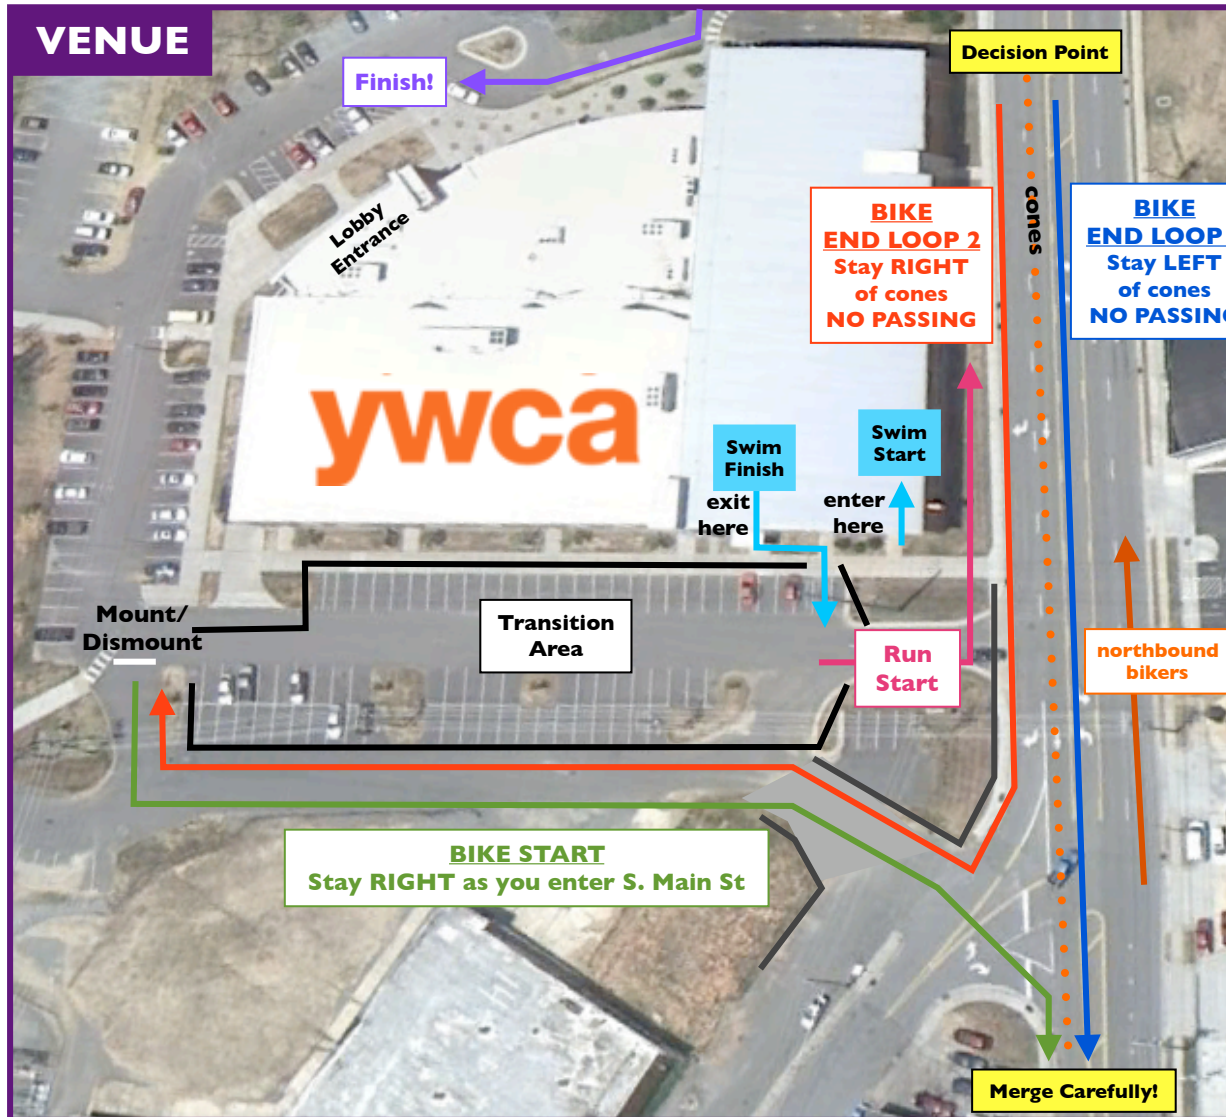 VENUE
Finish!
Decision Point
Lobby
Entrance
cones
BIKE
END LOOP 2
Stay RIGHT
of cones
NO PASSING
BIKE
END LOOP
Stay LEFT
of cones
NO PASSING
ywca
Swim
Finish
exit
here
Swim
Start
enter
here
Mount/
Dismount
Transition
Area
Run
Start
northbound
bikers
BIKE START
Stay RIGHT as you enter S. Main St
Merge Carefully!